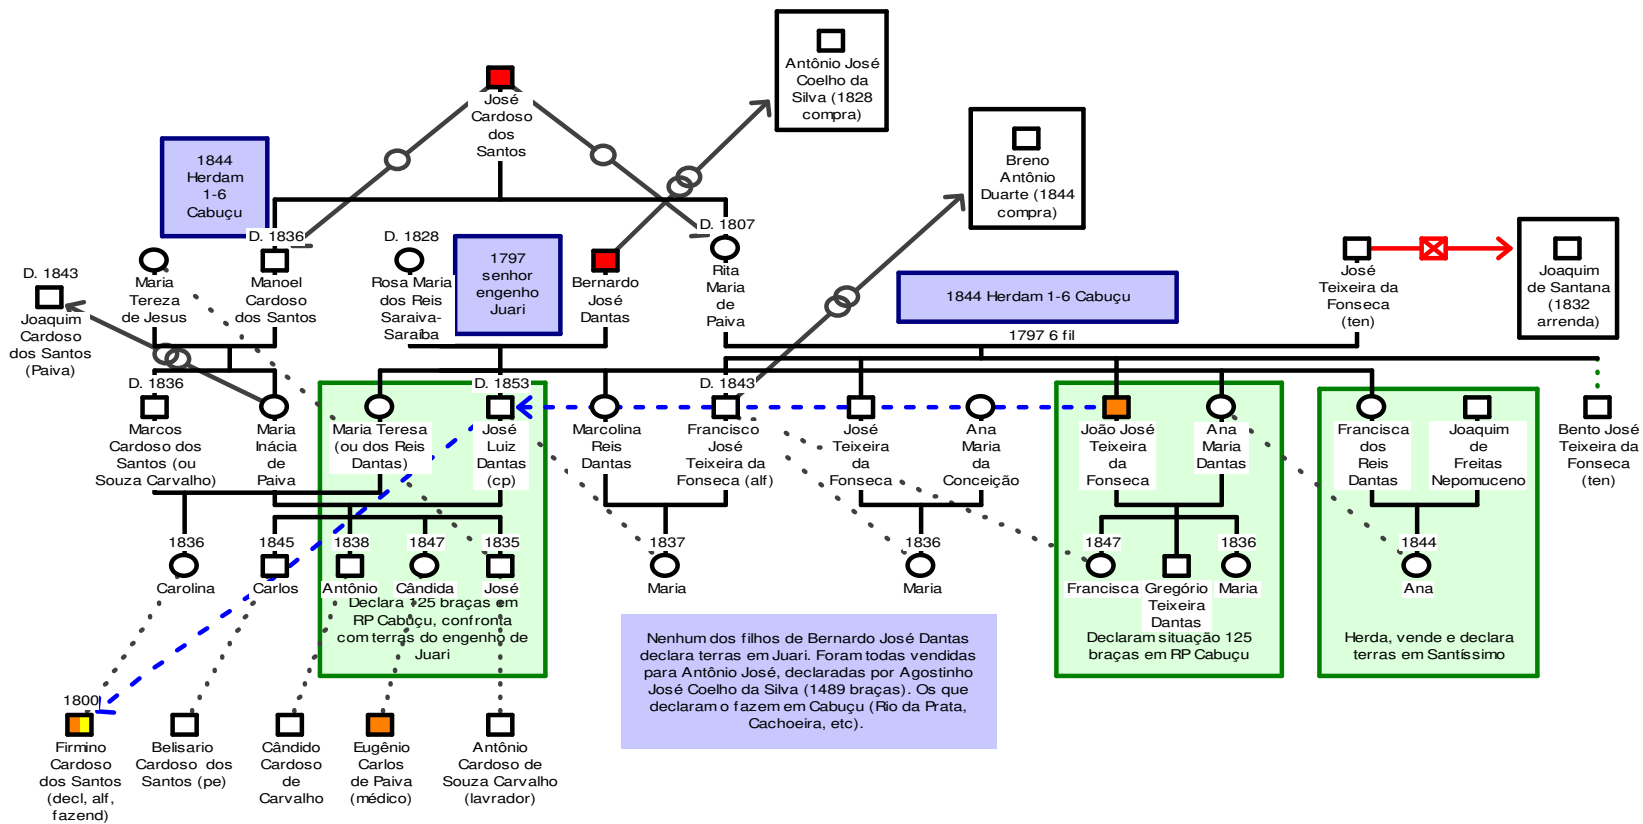 Antônio José
Coelho da
Silva (1828
compra)
José
Cardoso
dos
Santos
Breno
Antônio
Duarte (1844
compra)
1844
Herdam
1-6
Cabuçu
D. 1836
D. 1828
D. 1807
1797
senhor
engenho
Juari
D. 1843
Maria
Tereza
de Jesus
Manoel
Cardoso
dos Santos
Rosa Maria
dos Reis
Saraiva-
Saraíba
Bernardo
José
Dantas
Rita
Maria
de
Paiva
1844 Herdam 1-6 Cabuçu
José
Teixeira da
Fonseca
(ten)
Joaquim
de Santana
(1832
arrenda)
Joaquim
Cardoso
dos Santos
(Paiva)
1797 6 fil
D. 1836
D. 1853
D. 1843
Marcos
Cardoso dos
Santos (ou
Souza Carvalho)
Maria
Inácia
de
Paiva
Maria Teresa
(ou dos Reis
Dantas)
José
Luiz
Dantas
(cp)
Marcolina
Reis
Dantas
Francisco
José
Teixeira da
Fonseca (alf)
José
Teixeira
da
Fonseca
Ana
Maria
da
Conceição
João José
Teixeira
da
Fonseca
Ana
Maria
Dantas
Francisca
dos
Reis
Dantas
Joaquim
de
Freitas
Nepomuceno
Bento José
Teixeira da
Fonseca
(ten)
1836
1845
1838
1847
1835
1837
1836
1847
1836
1844
Carolina
Carlos
Antônio
Cândida
José
Maria
Maria
Francisca
Gregório
Teixeira
Dantas
Maria
Ana
Declara 125 braças em
RP Cabuçu, confronta
com terras do engenho de
Juari
Nenhum dos filhos de Bernardo José Dantas
declara terras em Juari. Foram todas vendidas
para Antônio José, declaradas por Agostinho
José Coelho da Silva (1489 braças). Os que
declaram o fazem em Cabuçu (Rio da Prata,
Cachoeira, etc).
Declaram situação 125
braças em RP Cabuçu
Herda, vende e declara
terras em Santíssimo
1800
Firmino
Cardoso
dos Santos
(decl, alf,
fazend)
Belisario
Cardoso dos
Santos (pe)
Cândido
Cardoso
de
Carvalho
Eugênio
Carlos
de Paiva
(médico)
Antônio
Cardoso de
Souza Carvalho
(lavrador)